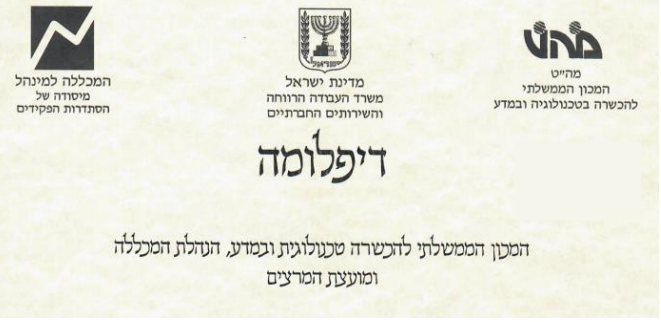 מה״ט
המכון הממשלתי
להכשרה בטכנולוגיה ובמדע
ישראל
מדינת ישראל
משרד העבודה הרווחה
והשירותים החברתיים
המכללה למינהל
מיסודה של
הסתדרות הפקידים
דיפלומה
המכון הממשלתי להכשרה טכנולוגית ובמדע, הנהלת המכללה
ומועצת המרצים